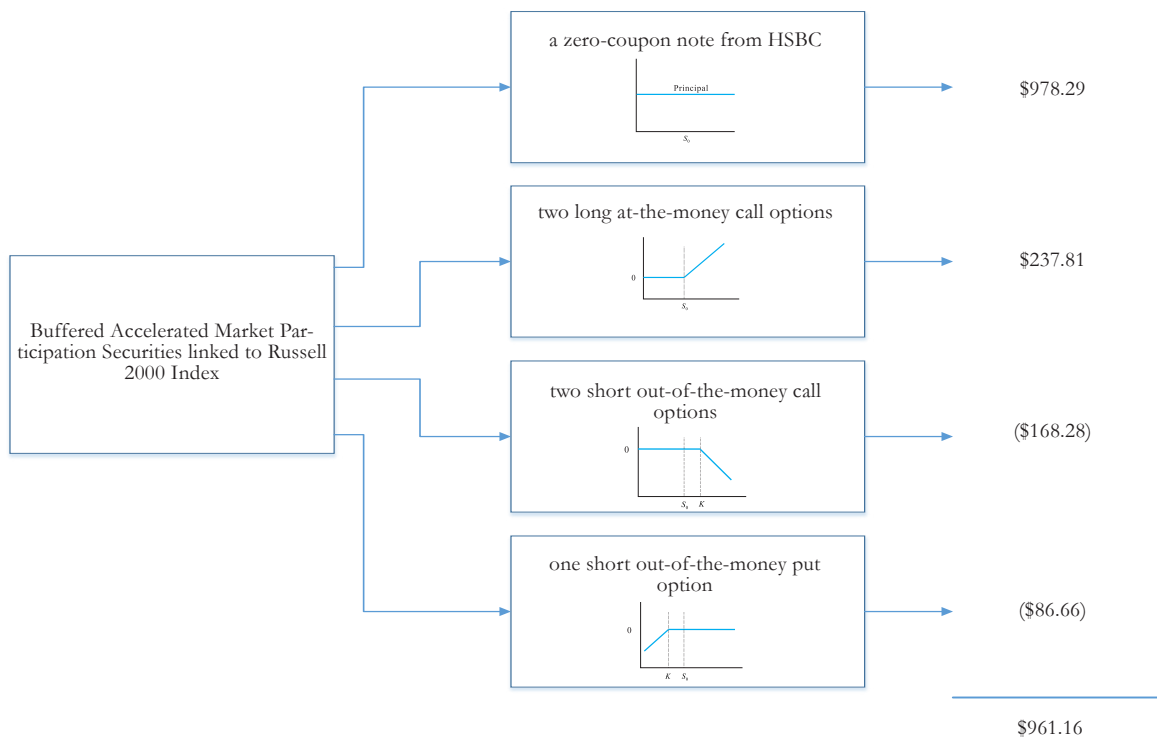 a zero-coupon note from HSBC
Principal
S₀
$978.29
two long at-the-money call options
0
S₀
$237.81
Buffered Accelerated Market Par-
ticipation Securities linked to Russell
2000 Index
two short out-of-the-money call
options
0
S₀ K
($168.28)
one short out-of-the-money put
option
0
K S₀
($86.66)
$961.16